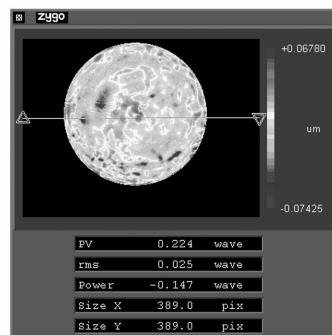 zygo
+0.06780
um
-0.07425
PV 0.224 wave
rms 0.025 wave
Power -0.147 wave
Size X 389.0 pix
Size Y 389.0 pix